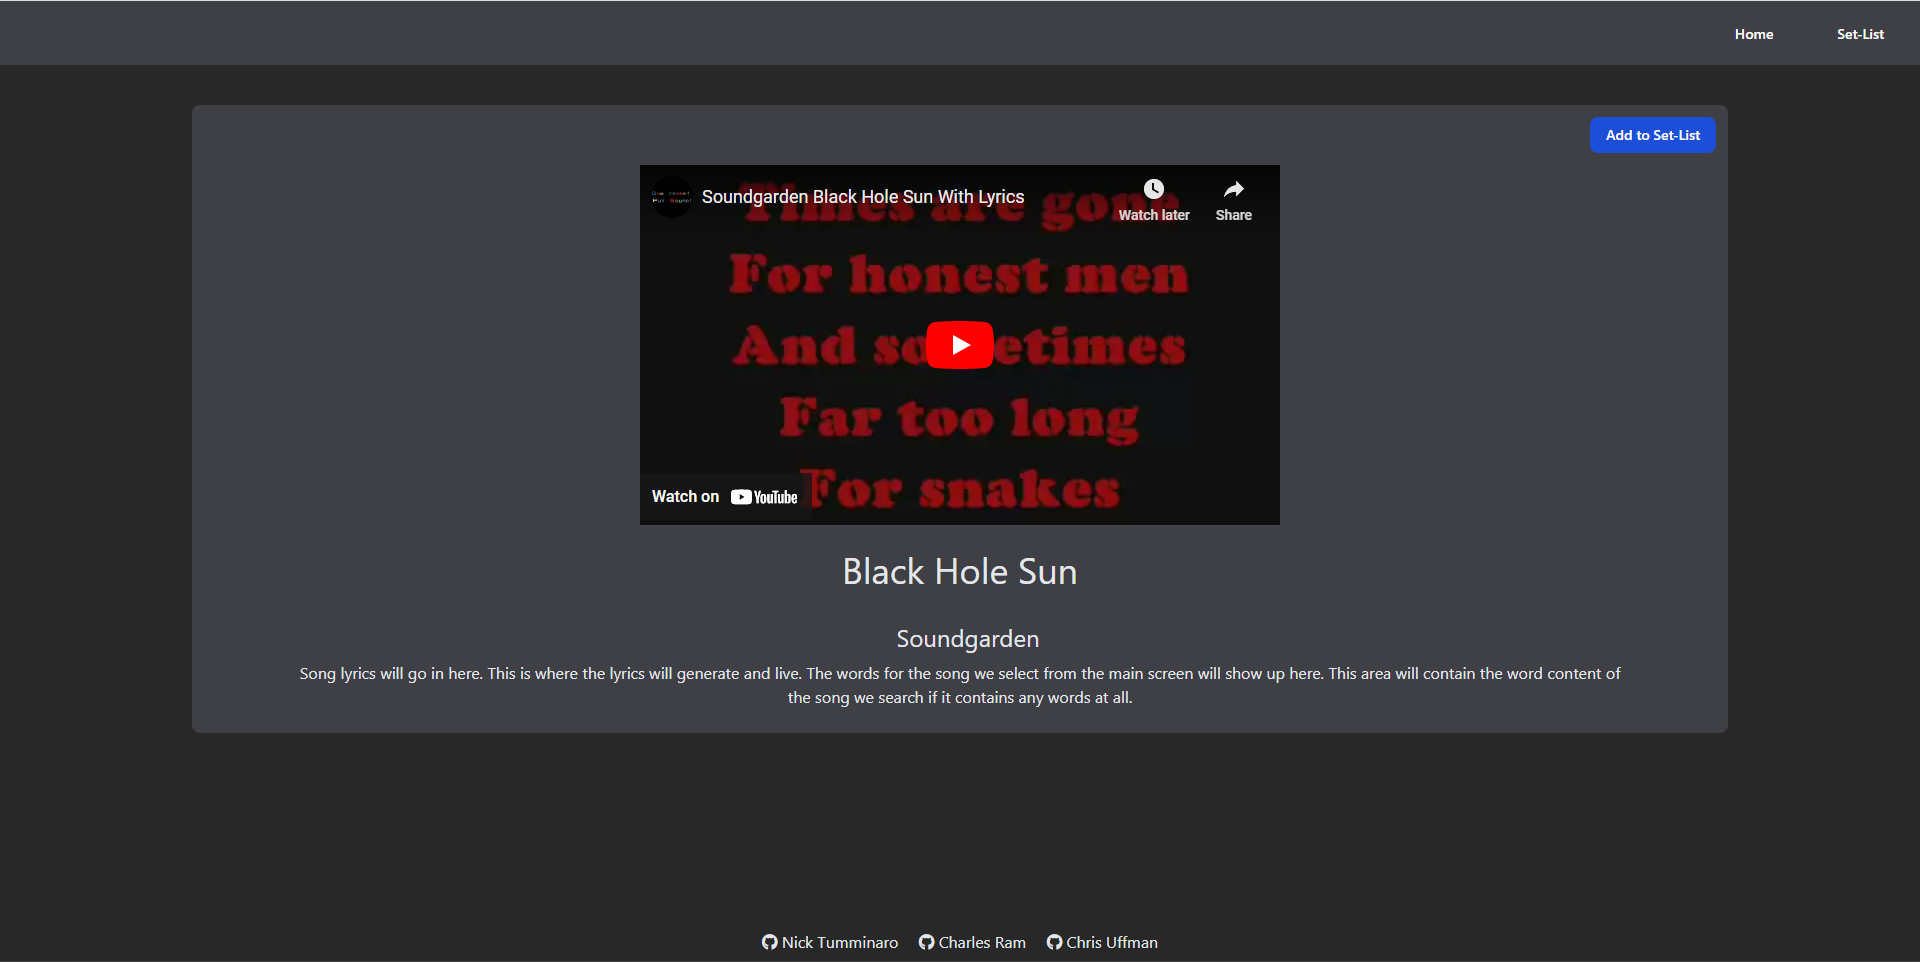 Home Set-List
Add to Set-List
Soundgarden Black Hole Sun With Lyrics
Watch later Share
Times are gone
For honest men
And sometimes
Far too long
For snakes
Watch on YouTube
Black Hole Sun
Soundgarden
Song lyrics will go in here. This is where the lyrics will generate and live. The words for the song we select from the main screen will show up here. This area will contain the word content of
the song we search if it contains any words at all.
Nick Tumminaro Charles Ram Chris Uffman